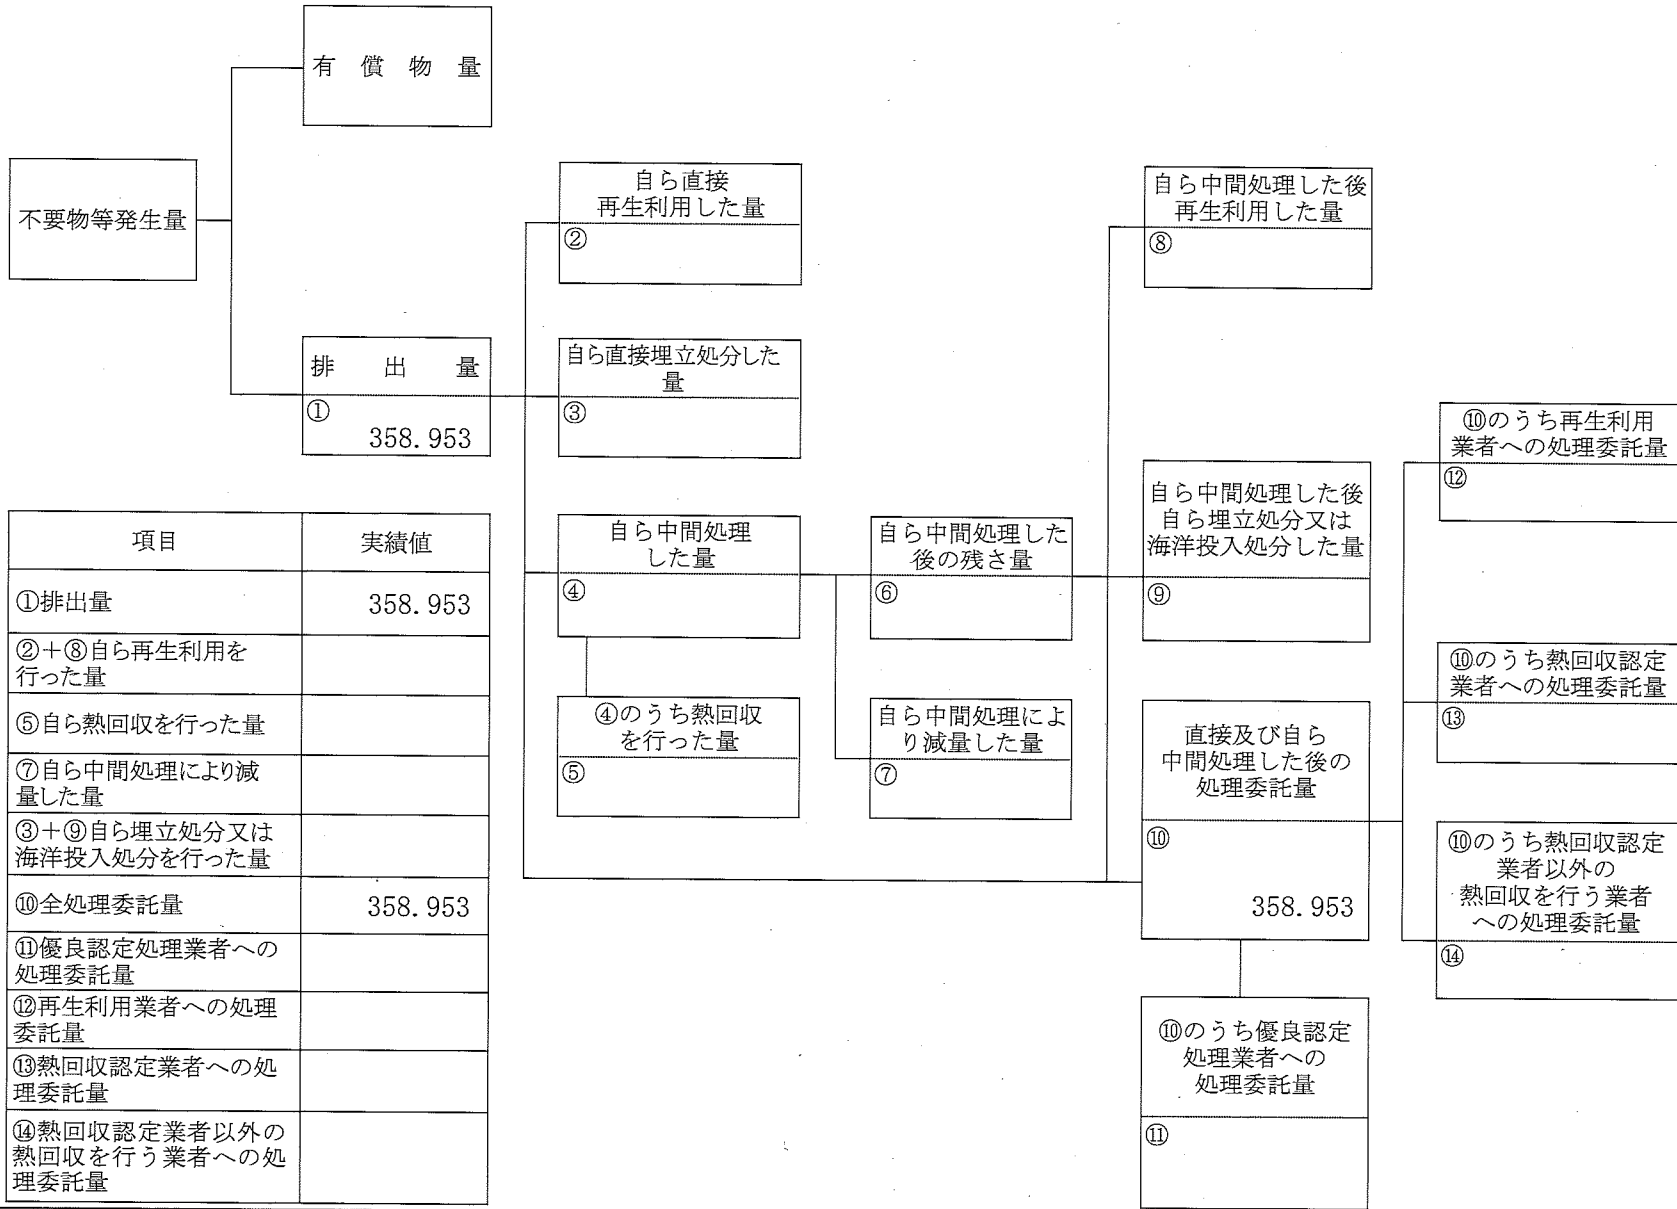 有償物量
不要物等発生量
排出量
①
358.953
自ら直接
再生利用した量
②
自ら直接埋立処分した
量
③
自ら中間処理
した量
④
④のうち熱回収
を行った量
⑤
自ら中間処理した
後の残さ量
⑥
自ら中間処理によ
り減量した量
⑦
自ら中間処理した後
再生利用した量
⑧
自ら中間処理した後
自ら埋立処分又は
海洋投入処分した量
⑨
直接及び自ら
中間処理した後の
処理委託量
⑩
358.953
⑩のうち優良認定
処理業者への
処理委託量
⑪
⑩のうち再生利用
業者への処理委託量
⑫
⑩のうち熱回収認定
業者への処理委託量
⑬
⑩のうち熱回収認定
業者以外の
熱回収を行う業者
への処理委託量
⑭
項目 実績値
①排出量 358.953
②+⑧自ら再生利用を
行った量
⑤自ら熱回収を行った量
⑦自ら中間処理により減
量した量
③+⑨自ら埋立処分又は
海洋投入処分を行った量
⑩全処理委託量 358.953
⑪優良認定処理業者への
処理委託量
⑫再生利用業者への処理
委託量
⑬熱回収認定業者への処
理委託量
⑭熱回収認定業者以外の
熱回収を行う業者への処
理委託量